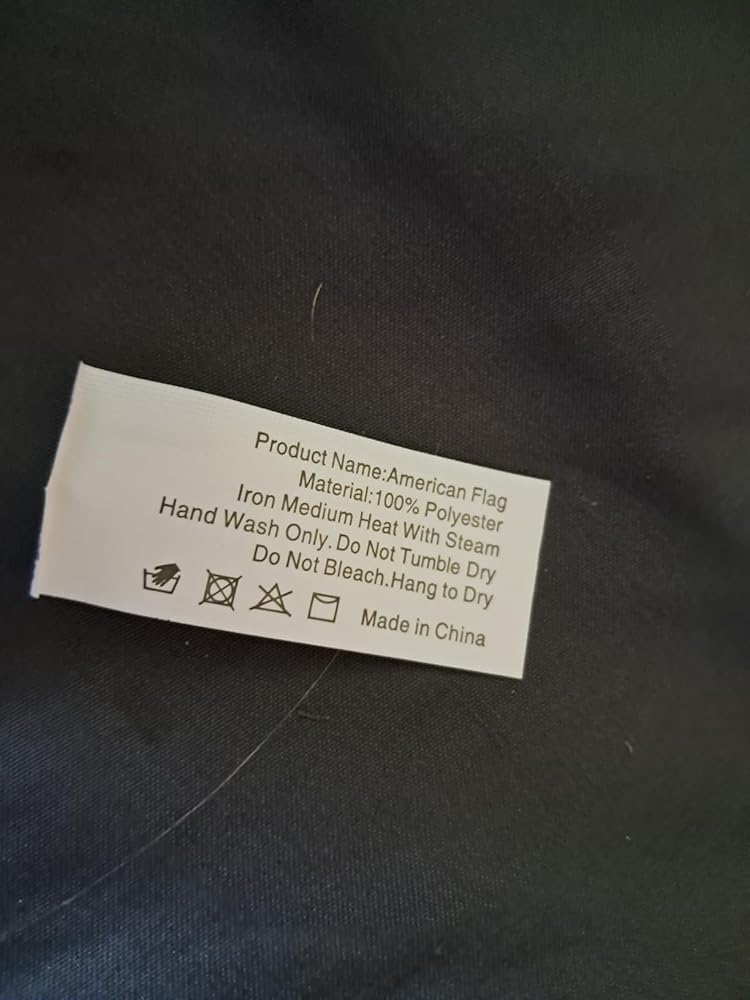 Product Name:American Flag
Material:100% Polyester
Iron Medium Heat With Steam
Hand Wash Only.Do Not Tumble Dry
Do Not Bleach.Hang to Dry
Made in China